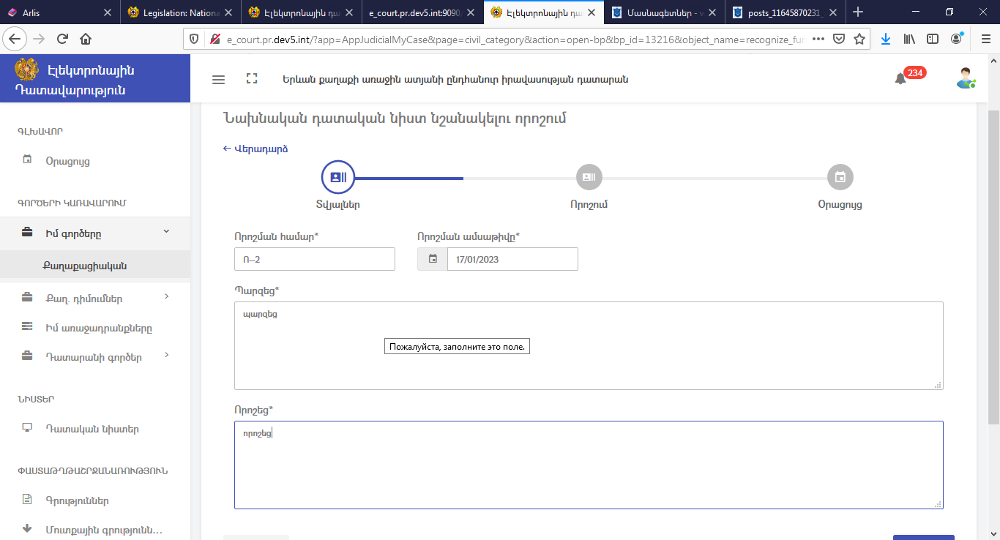 Arlis
Legislation: Nationa
Էլեկտրոնային դա
e_court.pr.dev5.int:9090/
Էլեկտրոնային դա
Մասնագետներ - v
posts_11645870231_
e_court.pr.dev5.int/?app=AppJudicialMyCase&page=civil_category&action=open-bp&bp_id=13216&object_name=recognize_fun
Էլեկտրոնային
Դատավարություն
Երևան քաղաքի առաջին ատյանի ընդհանուր իրավասության դատարան
234
ԳԼԽԱՎՈՐ
Օրացույց
ԳՈՐԾԵՐԻ ԿԱՌԱՎԱՐՈՒՄ
Իմ գործերը
Քաղաքացիական
Քաղ. դիմումներ
Իմ առաջադրանքները
Դատարանի գործեր
ՆԻՍՏԵՐ
Դատական նիստեր
ՓԱՍՏԱԹՂԹԱՇՐՋԱՆԱՌՈՒԹՅՈՒՆ
Գրություններ
Մուտքային գրությունն...
Նախնական դատական նիստ նշանակելու որոշում
← Վերադարձ
Տվյալներ
Որոշում
Օրացույց
Որոշման համար*
Որոշման ամսաթիվը*
Ո--2
17/01/2023
Պարզեց*
պարզեց
Пожалуйста, заполните это поле.
Որոշեց*
որոշեց